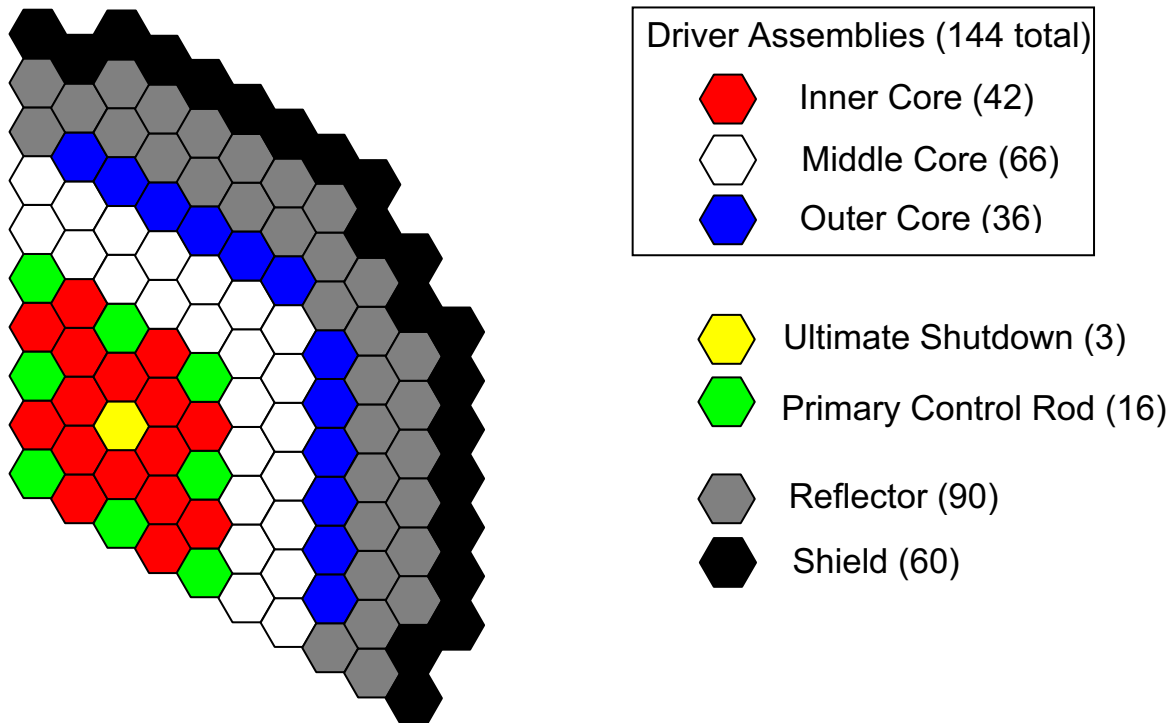 Driver Assemblies (144 total)
Inner Core (42)
Middle Core (66)
Outer Core (36)
Ultimate Shutdown (3)
Primary Control Rod (16)
Reflector (90)
Shield (60)